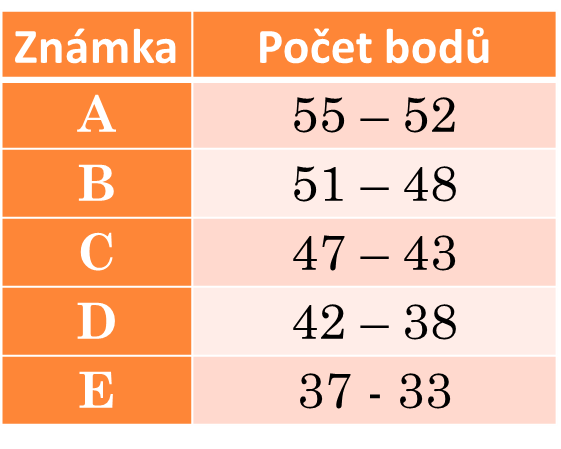 Známka Počet bodů
A 55 – 52
B 51 – 48
C 47 – 43
D 42 – 38
E 37 - 33